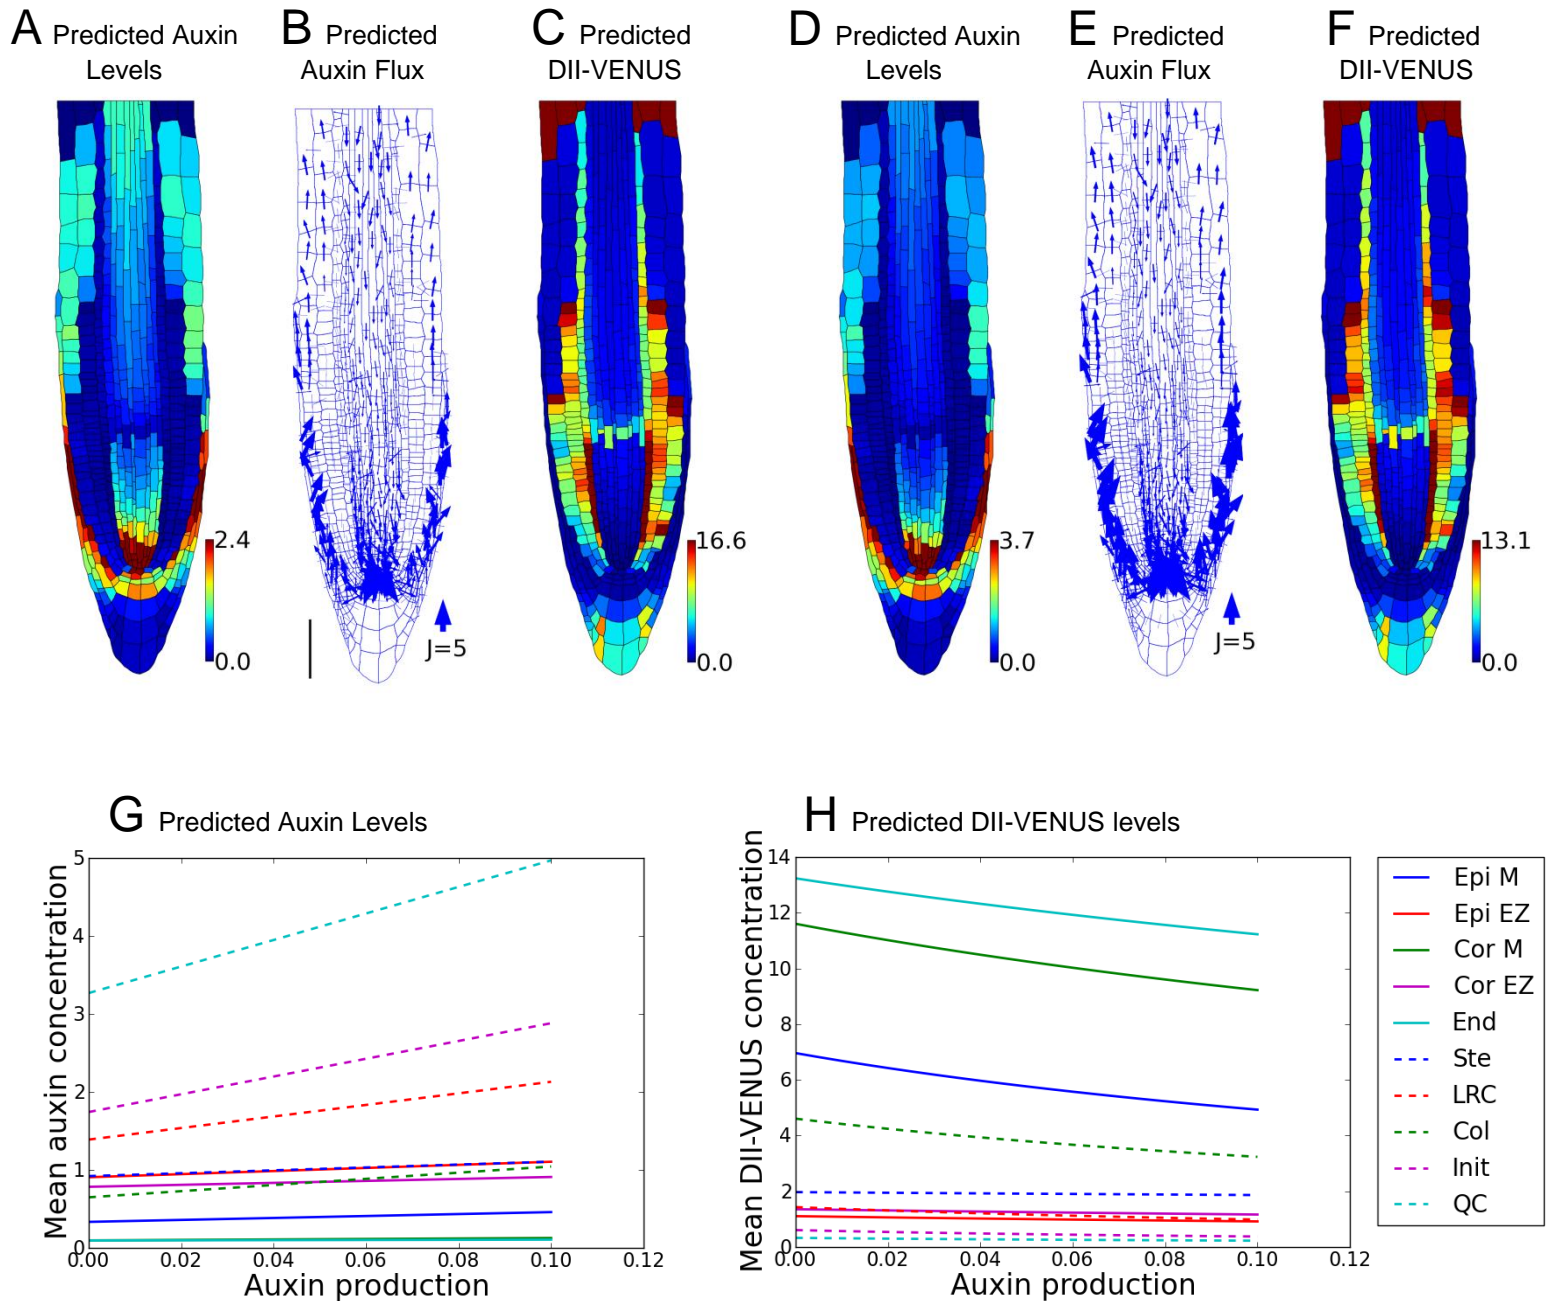 A Predicted Auxin Levels
B Predicted Auxin Flux
C Predicted DII-VENUS
D Predicted Auxin Levels
E Predicted Auxin Flux
F Predicted DII-VENUS
2.4
0.0
J=5
16.6
0.0
3.7
0.0
J=5
13.1
0.0
G Predicted Auxin Levels
Mean auxin concentration
5
4
3
2
1
0
0.00 0.02 0.04 0.06 0.08 0.10 0.12
Auxin production
H Predicted DII-VENUS levels
Mean DII-VENUS concentration
14
12
10
8
6
4
2
0
0.00 0.02 0.04 0.06 0.08 0.10 0.12
Auxin production
Epi M
Epi EZ
Cor M
Cor EZ
End
Ste
LRC
Col
Init
QC